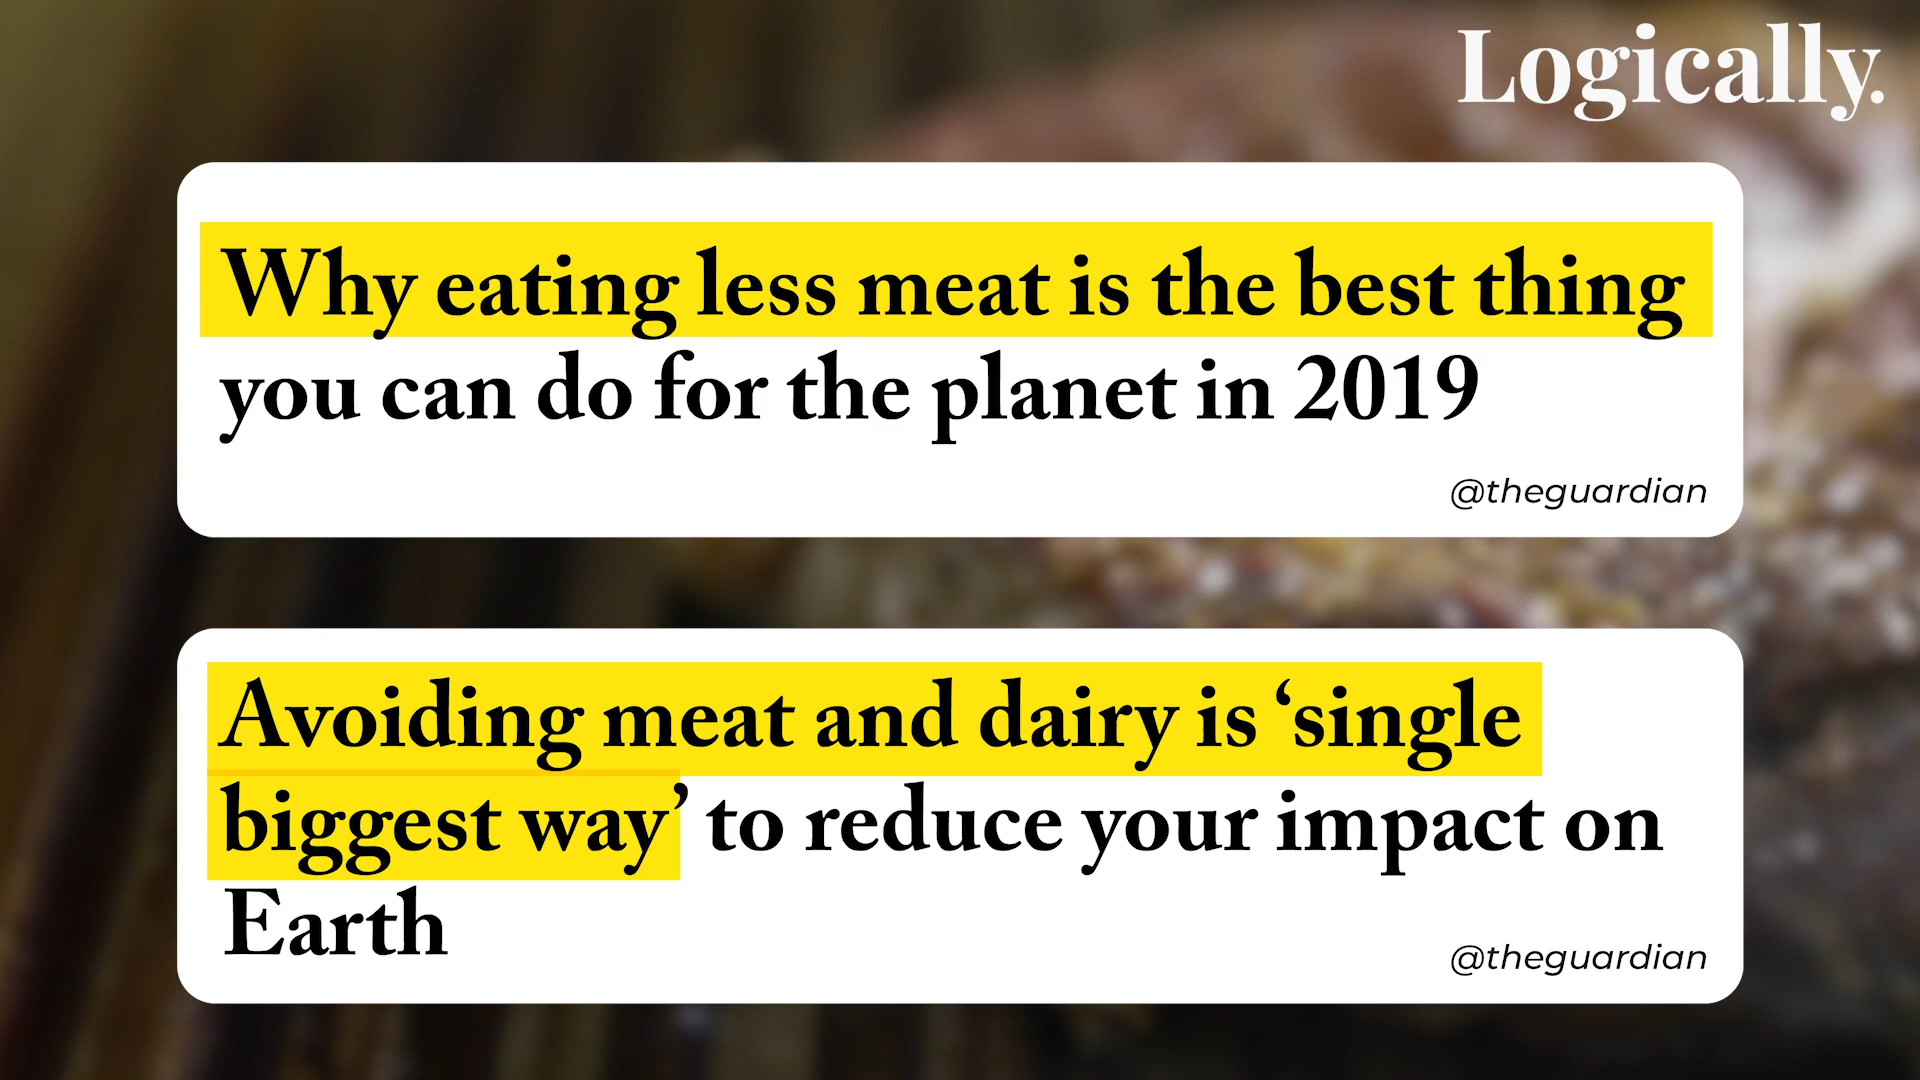 Logically.
Why eating less meat is the best thing
you can do for the planet in 2019
@theguardian
Avoiding meat and dairy is ‘single
biggest way’ to reduce your impact on
Earth
@theguardian